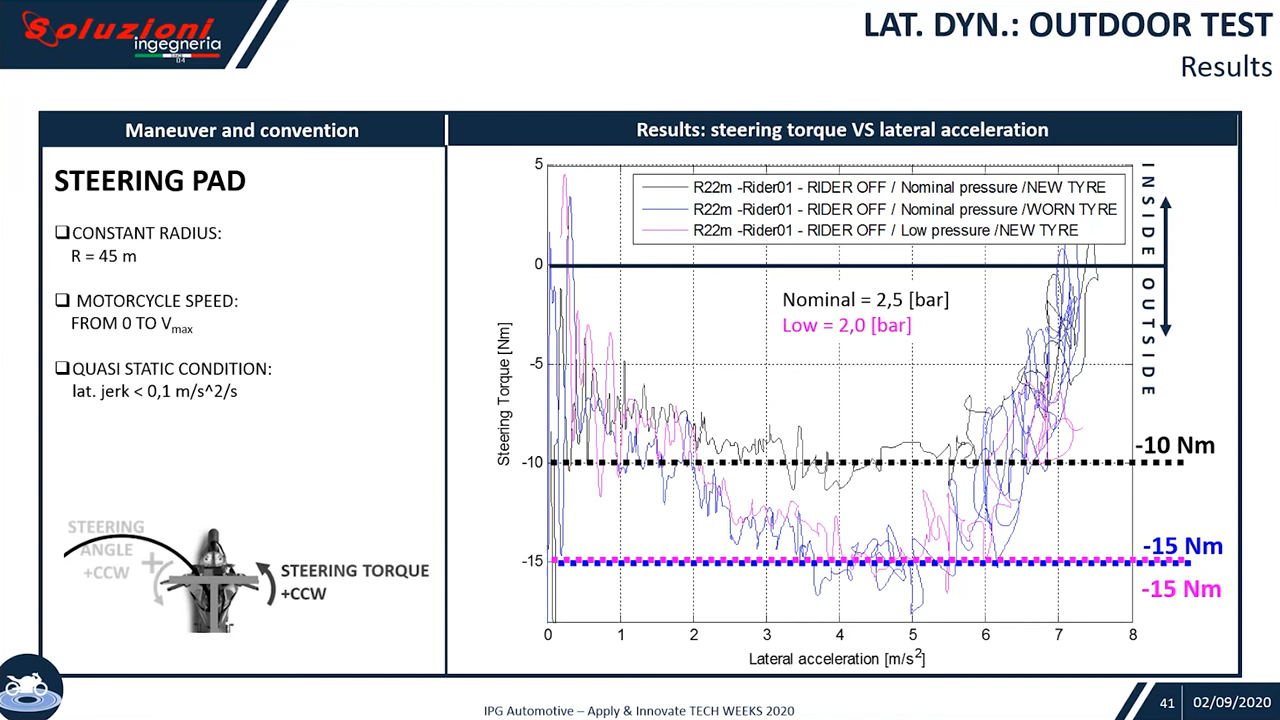 Soluzioni
ingegneria
SINCE
04
LAT. DYN.: OUTDOOR TEST
Results
Maneuver and convention
Results: steering torque VS lateral acceleration
STEERING PAD
❑CONSTANT RADIUS:
R = 45 m
❑ MOTORCYCLE SPEED:
FROM 0 TO Vmax
❑QUASI STATIC CONDITION:
lat. jerk < 0,1 m/s^2/s
STEERING
ANGLE
+CCW
+
STEERING TORQUE
+CCW
R22m -Rider01 - RIDER OFF / Nominal pressure /NEW TYRE
R22m -Rider01 - RIDER OFF / Nominal pressure /WORN TYRE
R22m -Rider01 - RIDER OFF / Low pressure /NEW TYRE
Nominal = 2,5 [bar]
Low = 2,0 [bar]
5
0
-5
-10
-15
Steering Torque [Nm]
0 1 2 3 4 5 6 7 8
Lateral acceleration [m/s2]
INSIDE
OUTSIDE
-10 Nm
-15 Nm
-15 Nm
IPG Automotive – Apply & Innovate TECH WEEKS 2020
41
02/09/2020